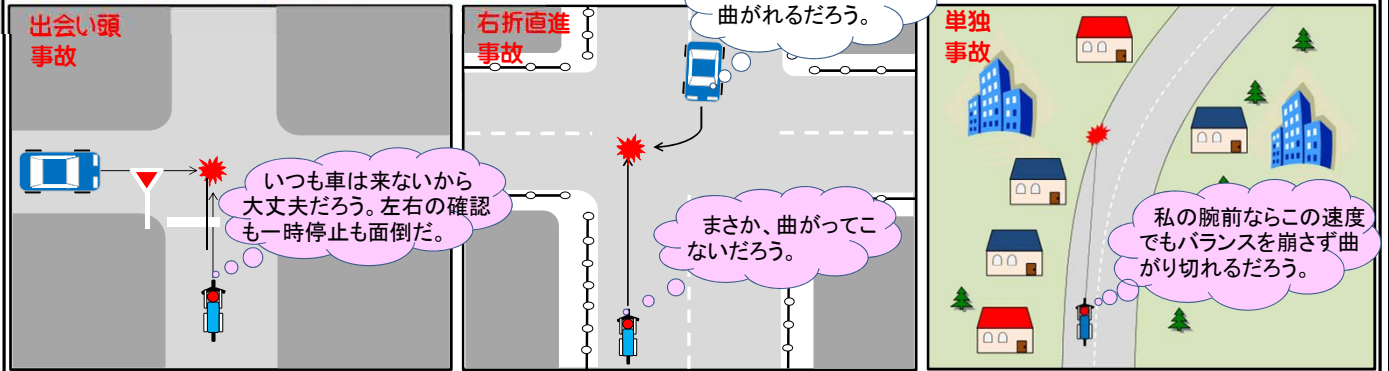 出会い頭
事故
いつも車は来ないから
大丈夫だろう。左右の確認
も一時停止も面倒だ。
右折直進
事故
曲がれるだろう。
まさか、曲がってこ
ないだろう。
単独
事故
私の腕前ならこの速度
でもバランスを崩さず曲
がり切れるだろう。